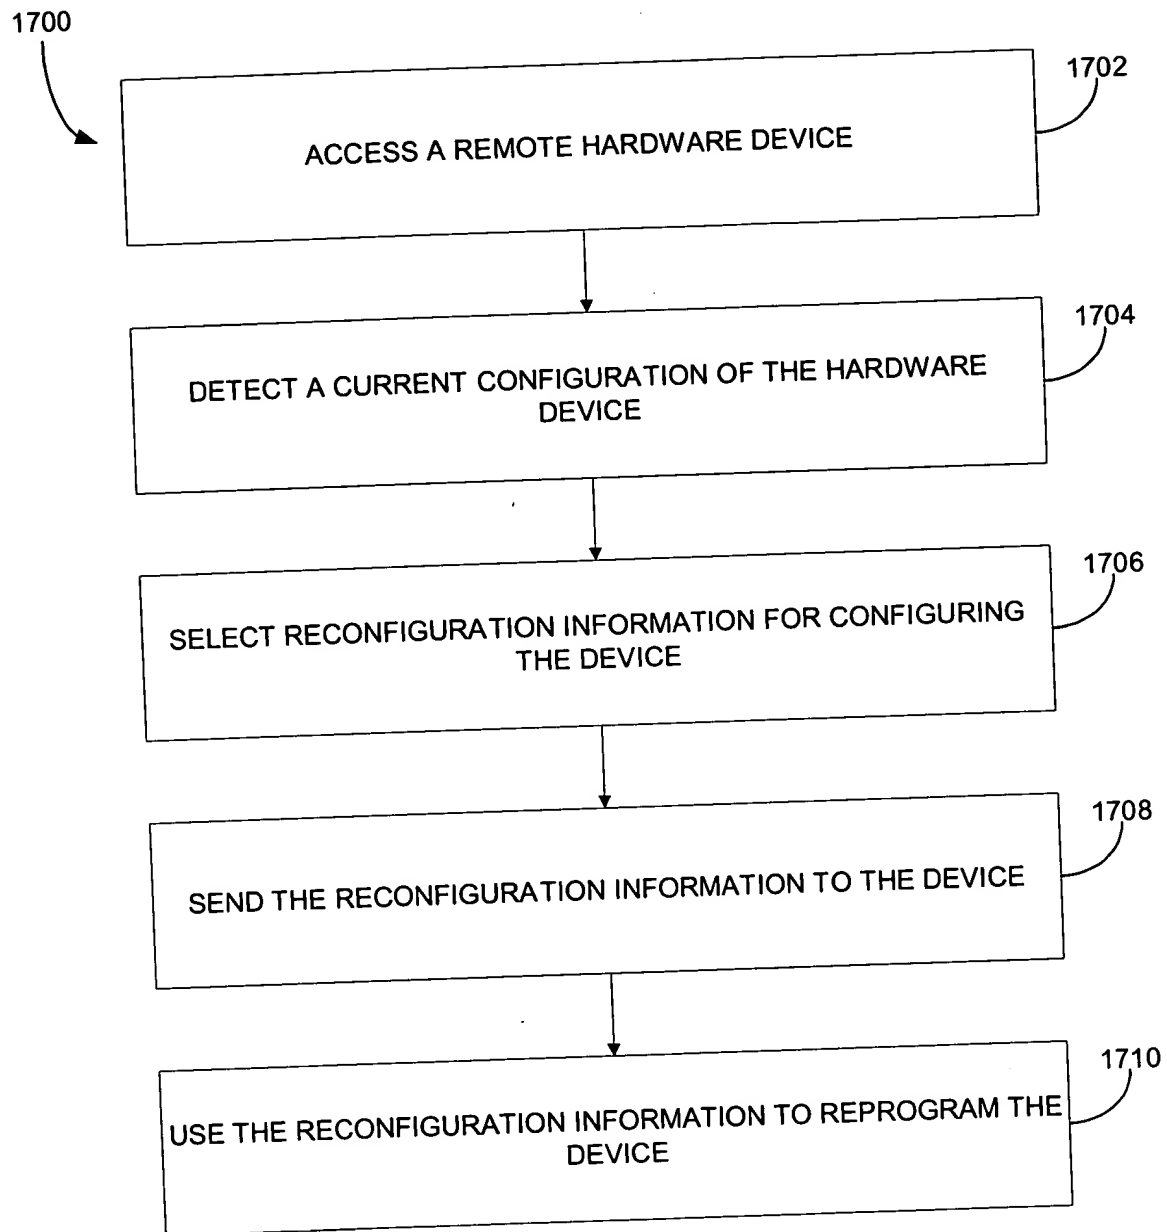 1700
1702
ACCESS A REMOTE HARDWARE DEVICE
1704
DETECT A CURRENT CONFIGURATION OF THE HARDWARE
DEVICE
1706
SELECT RECONFIGURATION INFORMATION FOR CONFIGURING
THE DEVICE
1708
SEND THE RECONFIGURATION INFORMATION TO THE DEVICE
1710
USE THE RECONFIGURATION INFORMATION TO REPROGRAM THE
DEVICE